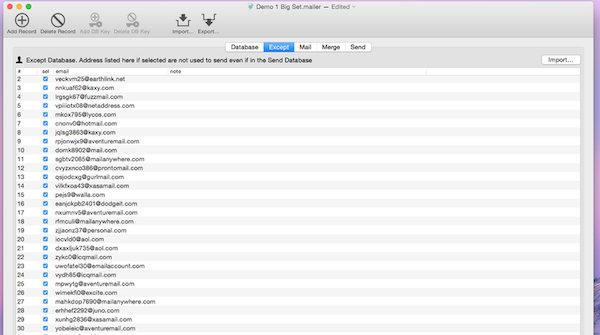 Demo 1 Big Set.mailer — Edited
Add Record Delete Record Add DB Key Delete DB Key Import... Export...
Database Except Mail Merge Send
Except Database. Address listed here if selected are not used to send even if in the Send Database Import...
# sel email note
2 veckvm25@earthlink.net
3 nnkuaf62@kaxy.com
4 lrgsgk67@fuzzmail.com
5 vpiiiotx08@netaddress.com
6 mkox795@lycos.com
7 cnonv0@hotmail.com
8 jqlsg3863@kaxy.com
9 rpjonwjx9@aventuremail.com
10 domk8902@mail.com
11 sgbtv2085@mailanywhere.com
12 cvyzxnco386@prontomail.com
13 qsjodcxg@gurlmail.com
14 vilkfxoa43@xasamail.com
15 pejs9@walla.com
16 eanjckpb2401@dodgeit.com
17 nxumnv5@aventuremail.com
18 rfmculi@mailanywhere.com
19 zjjaonz37@personal.com
20 iocvld0@aol.com
21 dxaxljuk735@aol.com
22 zykc0@icqmail.com
23 uwofatel30@emailaccount.com
24 vydh85@icqmail.com
25 mpwytg@aventuremail.com
26 wimekfi0@excite.com
27 mahkdop7690@mailanywhere.com
28 erhhef2292@juno.com
29 xunhg2836@xasamail.com
30 yobeleic@aventuremail.com